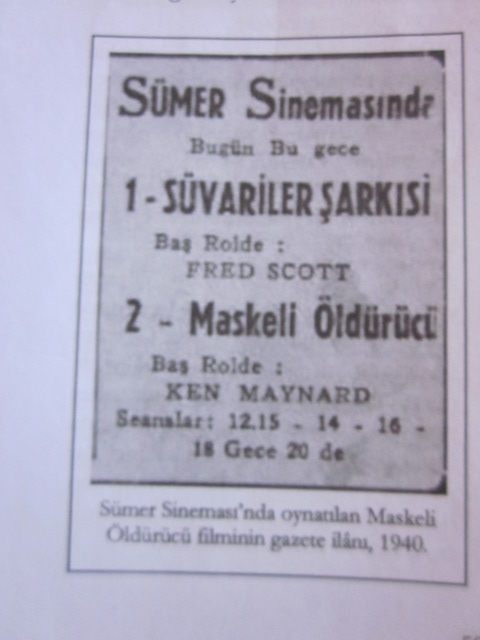 SÜMER Sinemasında
Bugün Bu gece
1 - SÜVARİLER ŞARKISİ
Baş Rolde :
FRED SCOTT
2 - Maskeli Öldürücü
Baş Rolde :
KEN MAYNARD
Seanalar: 12.15 - 14 - 16 -
18 Gece 20 de
Sümer Sineması'nda oynatılan Maskeli
Öldürücü filminin gazete ilânı, 1940.